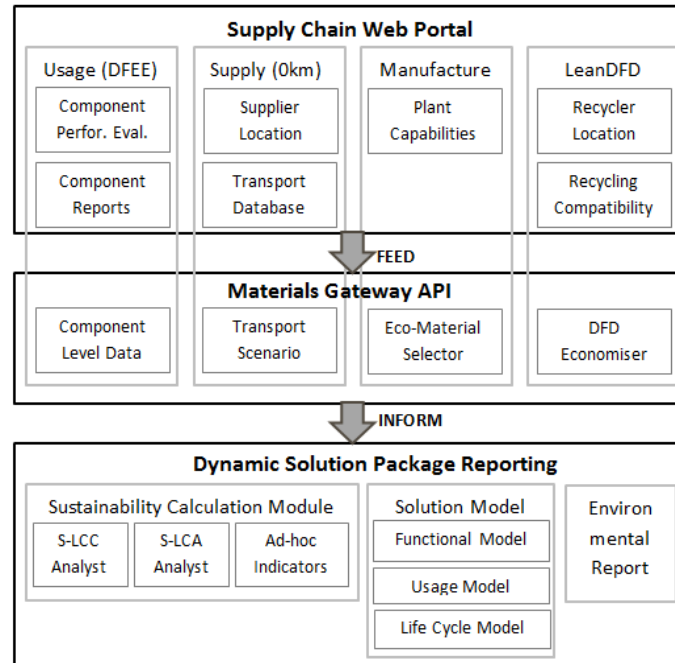 Supply Chain Web Portal
Usage (DFEE)
Component
Perfor. Eval.
Component
Reports
Supply (0km)
Supplier
Location
Transport
Database
Manufacture
Plant
Capabilities
LeanDFD
Recycler
Location
Recycling
Compatibility
FEED
Materials Gateway API
Component
Level Data
Transport
Scenario
Eco-Material
Selector
DFD
Economiser
INFORM
Dynamic Solution Package Reporting
Sustainability Calculation Module
S-LCC
Analyst
S-LCA
Analyst
Ad-hoc
Indicators
Solution Model
Functional Model
Usage Model
Life Cycle Model
Environ
mental
Report